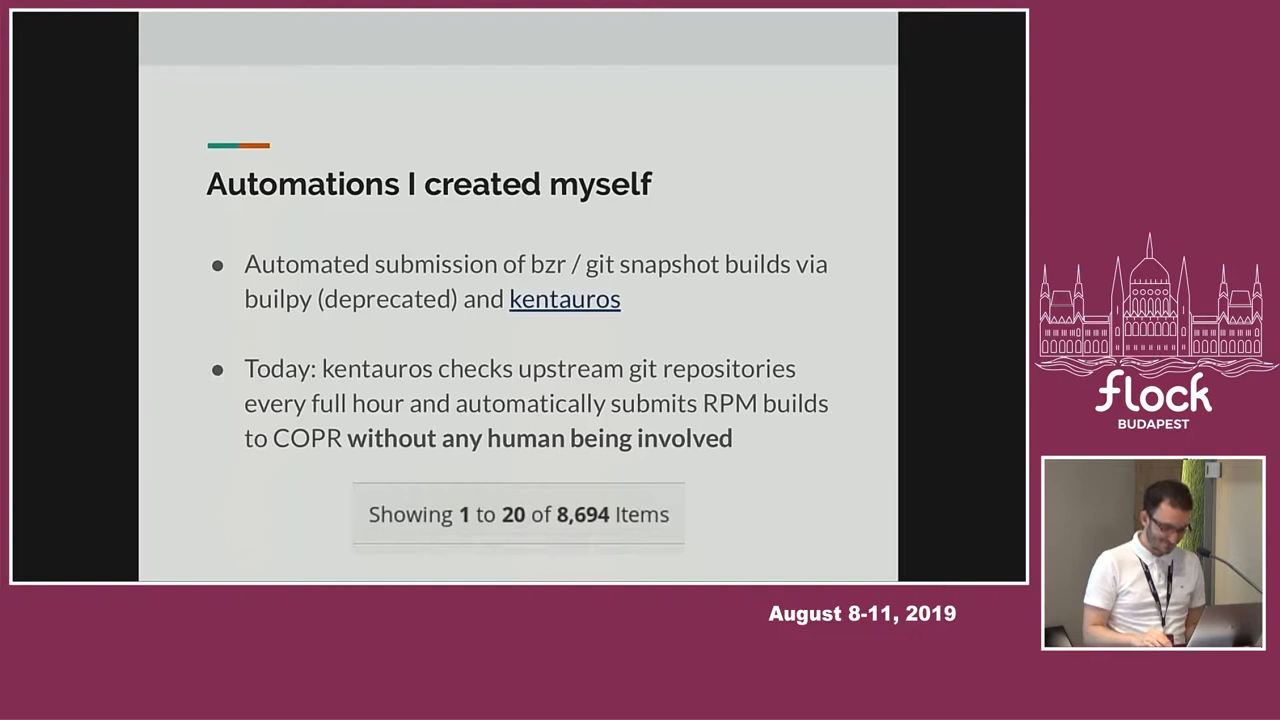 Automations I created myself
● Automated submission of bzr / git snapshot builds via
builpy (deprecated) and kentauros
● Today: kentauros checks upstream git repositories
every full hour and automatically submits RPM builds
to COPR without any human being involved
Showing 1 to 20 of 8,694 Items
flock
BUDAPEST
August 8-11, 2019